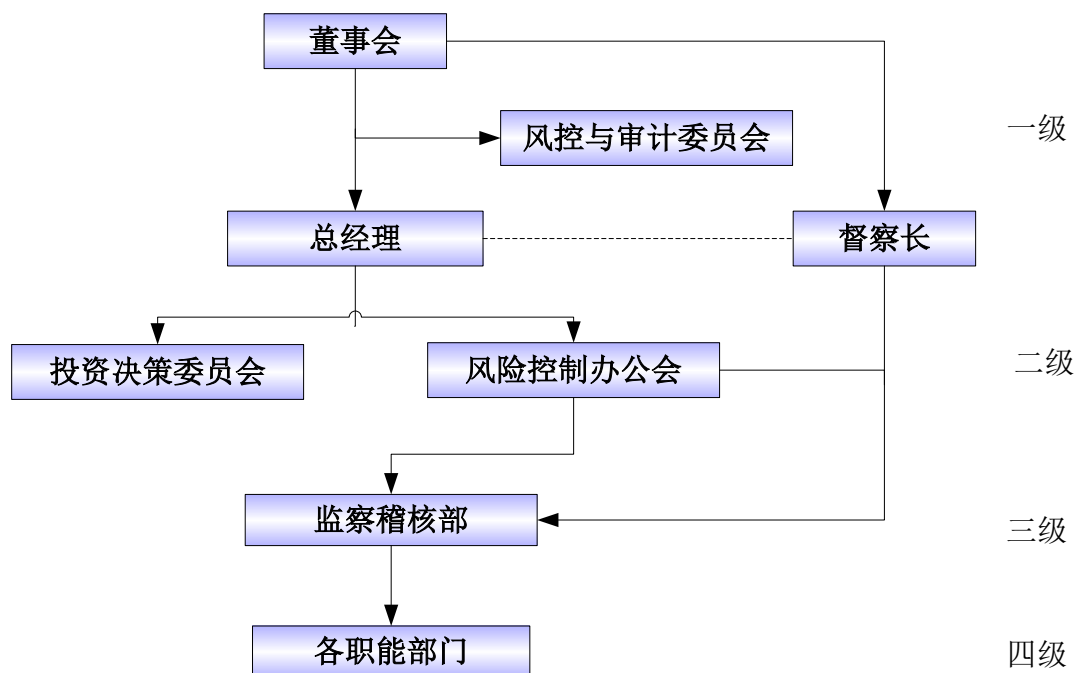 董事会
风控与审计委员会
一级
总经理
督察长
投资决策委员会
风险控制办公会
二级
监察稽核部
三级
各职能部门
四级